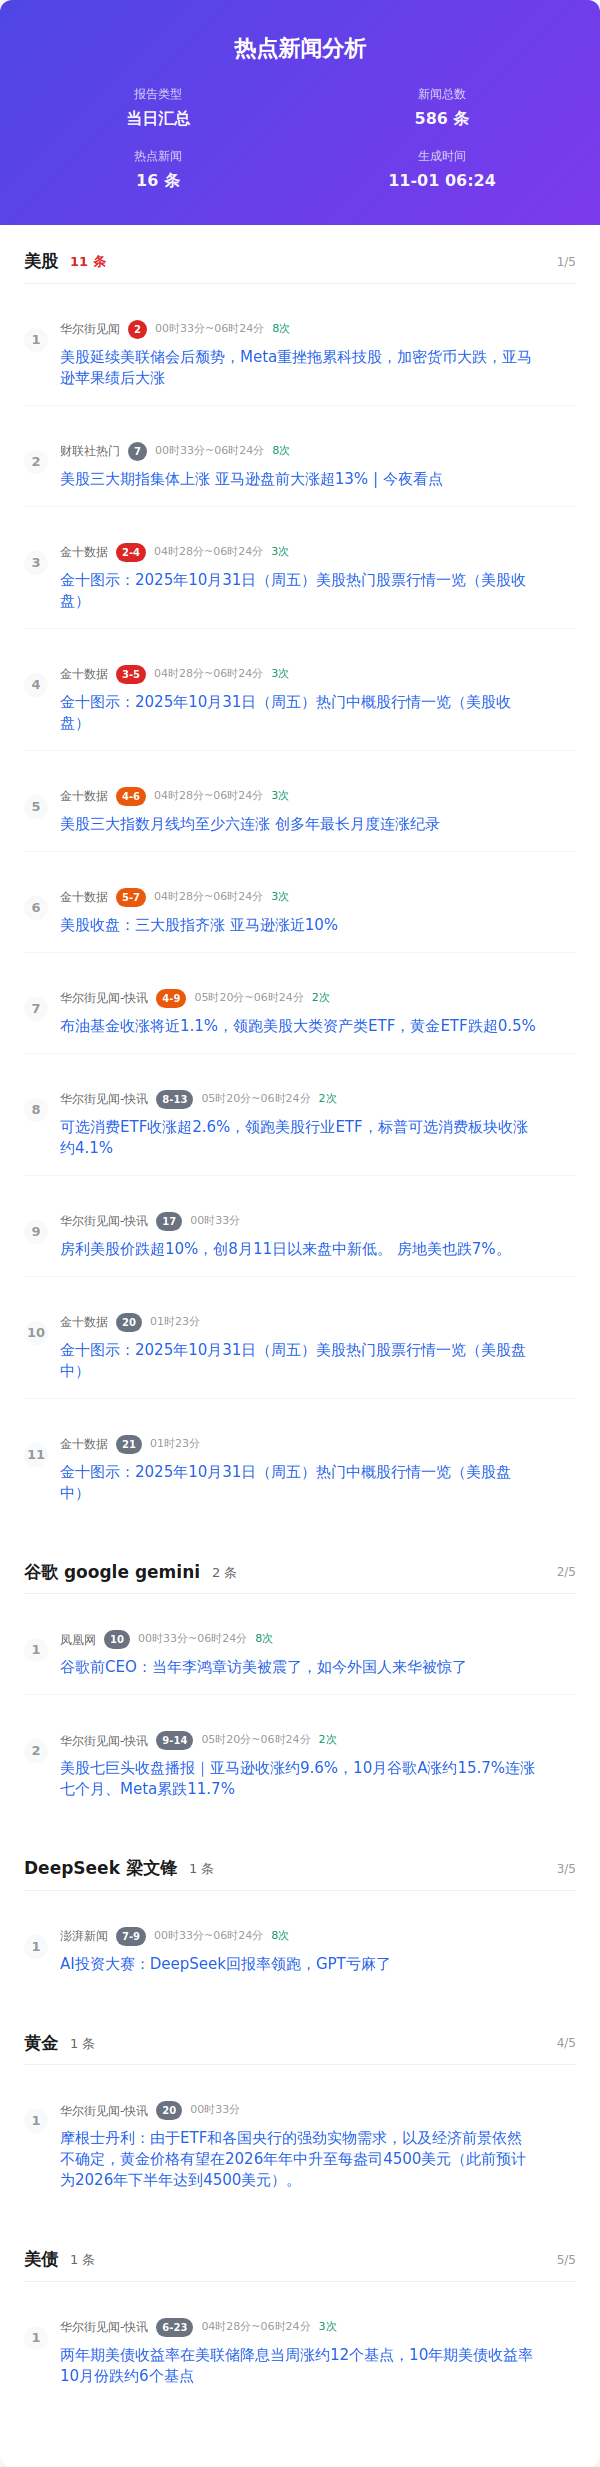 热点新闻分析
报告类型
当日汇总
新闻总数
586 条
热点新闻
16 条
生成时间
11-01 06:24
美股 11 条 1/5
1
华尔街见闻 2 00时33分~06时24分 8次
美股延续美联储会后颓势，Meta重挫拖累科技股，加密货币大跌，亚马
逊苹果绩后大涨
2
财联社热门 7 00时33分~06时24分 8次
美股三大期指集体上涨 亚马逊盘前大涨超13% | 今夜看点
3
金十数据 2-4 04时28分~06时24分 3次
金十图示：2025年10月31日（周五）美股热门股票行情一览（美股收
盘）
4
金十数据 3-5 04时28分~06时24分 3次
金十图示：2025年10月31日（周五）热门中概股行情一览（美股收
盘）
5
金十数据 4-6 04时28分~06时24分 3次
美股三大指数月线均至少六连涨 创多年最长月度连涨纪录
6
金十数据 5-7 04时28分~06时24分 3次
美股收盘：三大股指齐涨 亚马逊涨近10%
7
华尔街见闻-快讯 4-9 05时20分~06时24分 2次
布油基金收涨将近1.1%，领跑美股大类资产类ETF，黄金ETF跌超0.5%
8
华尔街见闻-快讯 8-13 05时20分~06时24分 2次
可选消费ETF收涨超2.6%，领跑美股行业ETF，标普可选消费板块收涨
约4.1%
9
华尔街见闻-快讯 17 00时33分
房利美股价跌超10%，创8月11日以来盘中新低。 房地美也跌7%。
10
金十数据 20 01时23分
金十图示：2025年10月31日（周五）美股热门股票行情一览（美股盘
中）
11
金十数据 21 01时23分
金十图示：2025年10月31日（周五）热门中概股行情一览（美股盘
中）
谷歌 google gemini 2 条 2/5
1
凤凰网 10 00时33分~06时24分 8次
谷歌前CEO：当年李鸿章访美被震了，如今外国人来华被惊了
2
华尔街见闻-快讯 9-14 05时20分~06时24分 2次
美股七巨头收盘播报｜亚马逊收涨约9.6%，10月谷歌A涨约15.7%连涨
七个月、Meta累跌11.7%
DeepSeek 梁文锋 1 条 3/5
1
澎湃新闻 7-9 00时33分~06时24分 8次
AI投资大赛：DeepSeek回报率领跑，GPT亏麻了
黄金 1 条 4/5
1
华尔街见闻-快讯 20 00时33分
摩根士丹利：由于ETF和各国央行的强劲实物需求，以及经济前景依然
不确定，黄金价格有望在2026年年中升至每盎司4500美元（此前预计
为2026年下半年达到4500美元）。
美债 1 条 5/5
1
华尔街见闻-快讯 6-23 04时28分~06时24分 3次
两年期美债收益率在美联储降息当周涨约12个基点，10年期美债收益率
10月份跌约6个基点